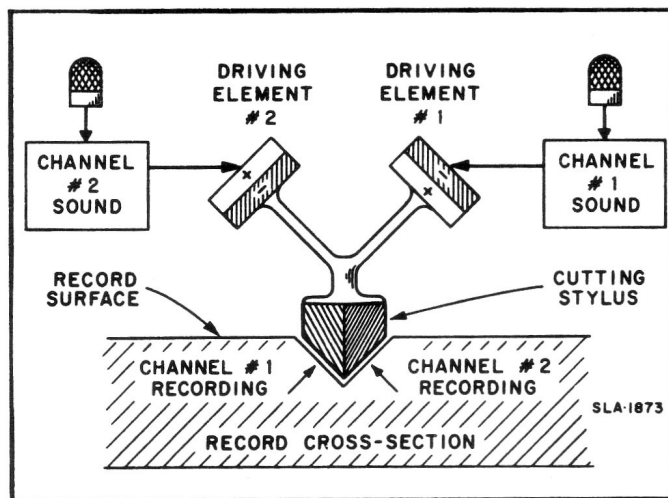 DRIVING
ELEMENT
#2
DRIVING
ELEMENT
#1
CHANNEL
#2
SOUND
+
-
-
+
CHANNEL
#1
SOUND
RECORD
SURFACE
CUTTING
STYLUS
CHANNEL #1
RECORDING
CHANNEL #2
RECORDING
SLA-1873
RECORD CROSS-SECTION